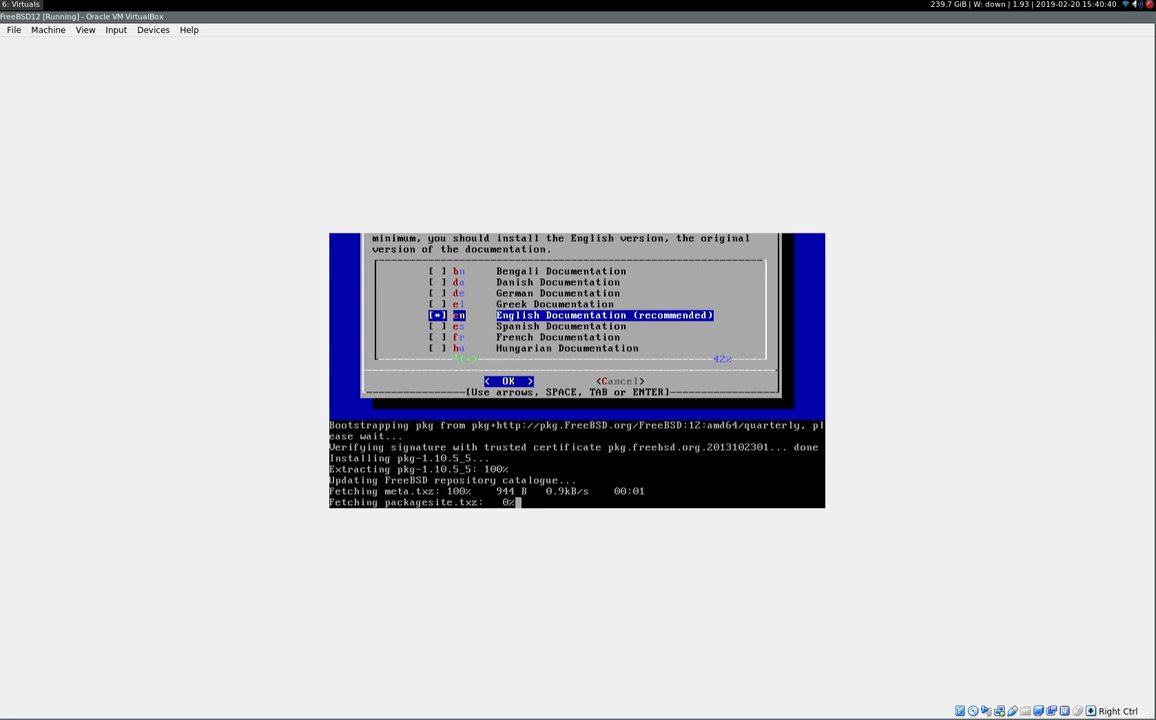 6: Virtuals
239.7 GiB | W: down | 1.93 | 2019-02-20 15:40:40
FreeBSD12 [Running] - Oracle VM VirtualBox
File Machine View Input Devices Help
minimum, you should install the English version, the original
version of the documentation.
[ ] bn Bengali Documentation
[ ] da Danish Documentation
[ ] de German Documentation
[ ] el Greek Documentation
[*] en English Documentation (recommended)
[ ] es Spanish Documentation
[ ] fr French Documentation
[ ] hu Hungarian Documentation
(+) 42%
< OK > <Cancel>
[Use arrows, SPACE, TAB or ENTER]
Bootstrapping pkg from pkg+http://pkg.FreeBSD.org/FreeBSD:12:amd64/quarterly, pl
ease wait...
Verifying signature with trusted certificate pkg.freebsd.org.2013102301... done
Installing pkg-1.10.5_5...
Extracting pkg-1.10.5_5: 100%
Updating FreeBSD repository catalogue...
Fetching meta.txz: 100% 944 B 0.9kB/s 00:01
Fetching packagesite.txz: 0%
Right Ctrl